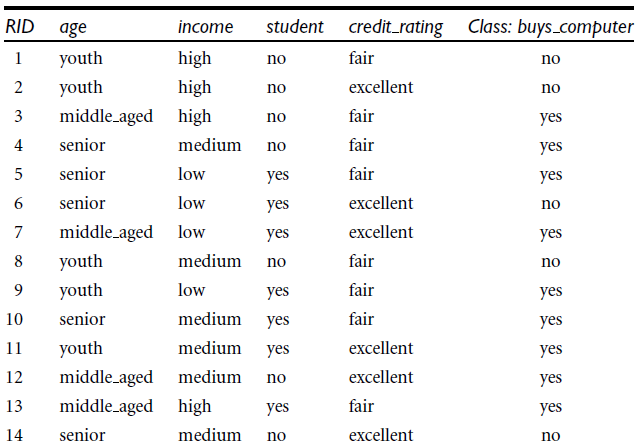 RID age income student credit_rating Class: buys_computer
1 youth high no fair no
2 youth high no excellent no
3 middle_aged high no fair yes
4 senior medium no fair yes
5 senior low yes fair yes
6 senior low yes excellent no
7 middle_aged low yes excellent yes
8 youth medium no fair no
9 youth low yes fair yes
10 senior medium yes fair yes
11 youth medium yes excellent yes
12 middle_aged medium no excellent yes
13 middle_aged high yes fair yes
14 senior medium no excellent no